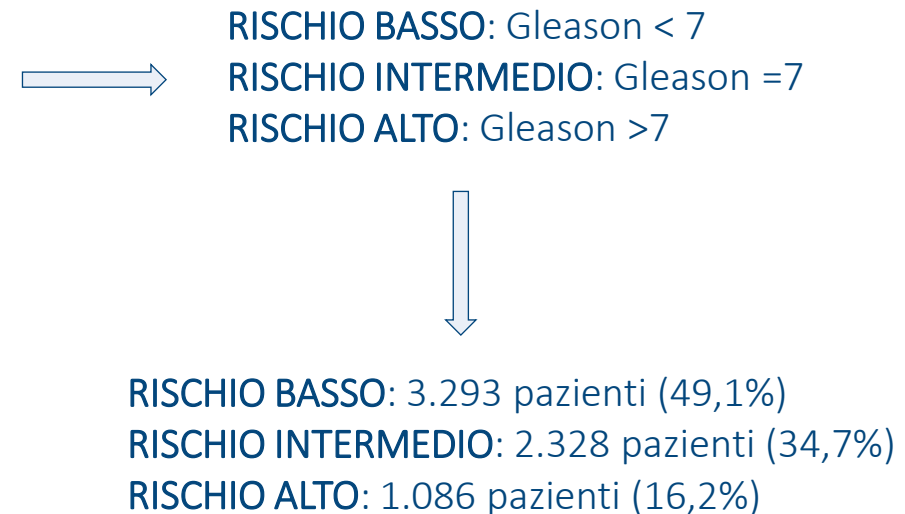 RISCHIO BASSO: Gleason < 7
RISCHIO INTERMEDIO: Gleason =7
RISCHIO ALTO: Gleason >7
RISCHIO BASSO: 3.293 pazienti (49,1%)
RISCHIO INTERMEDIO: 2.328 pazienti (34,7%)
RISCHIO ALTO: 1.086 pazienti (16,2%)